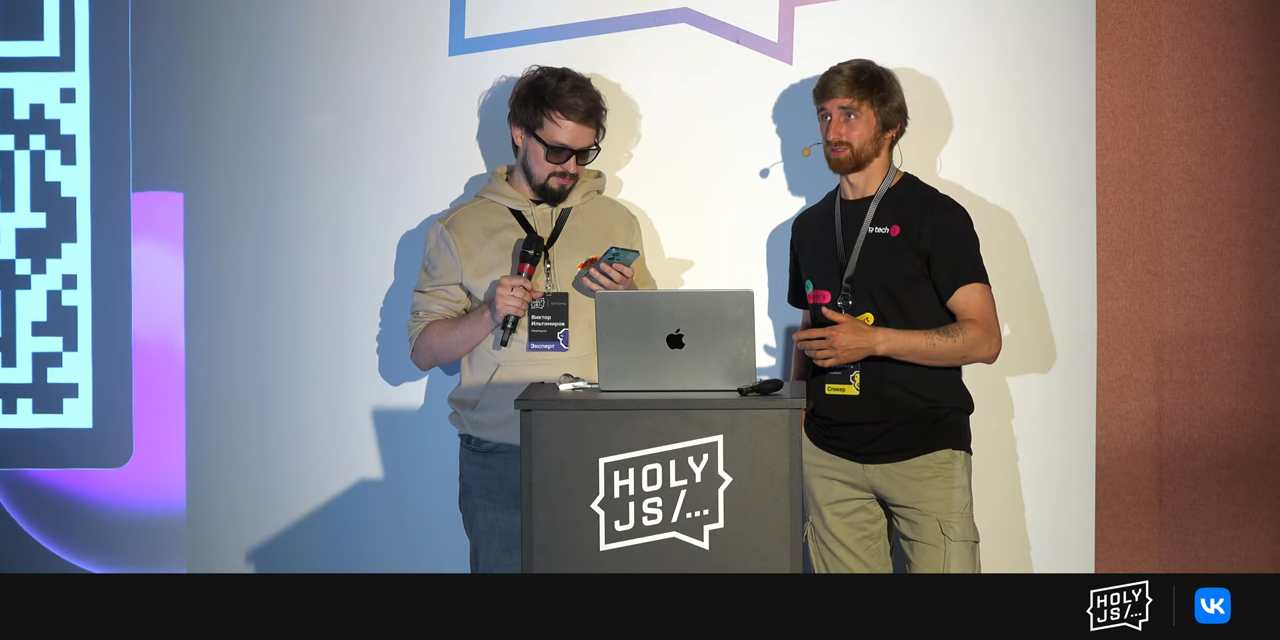 Виктор
Ильтимиров
Эксперт
tech
Спикер
HOLY
JS/...
HOLY
JS/...
VK